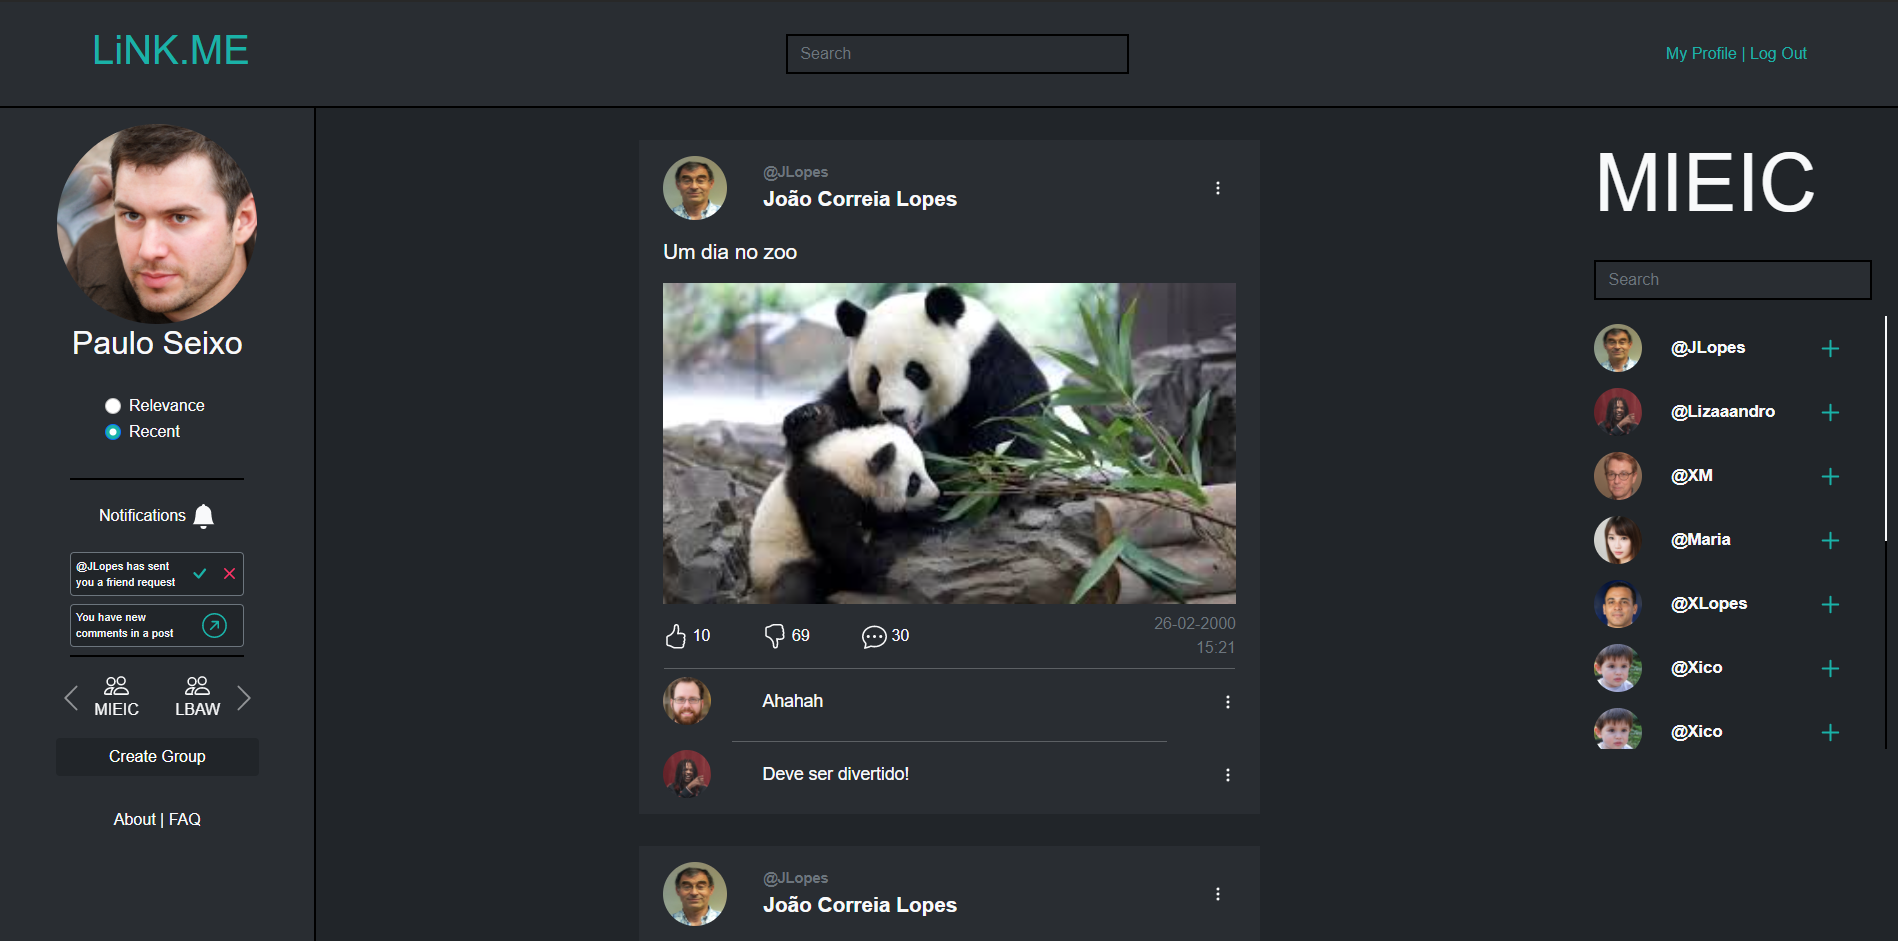 LiNK.ME
Search
My Profile | Log Out
Paulo Seixo
Relevance
Recent
Notifications
@JLopes has sent
you a friend request
You have new
comments in a post
MIEIC
LBAW
Create Group
About | FAQ
@JLopes
João Correia Lopes
Um dia no zoo
10
69
30
26-02-2000
15:21
Ahahah
Deve ser divertido!
@JLopes
João Correia Lopes
MIEIC
Search
@JLopes
@Lizaaandro
@XM
@Maria
@XLopes
@Xico
@Xico